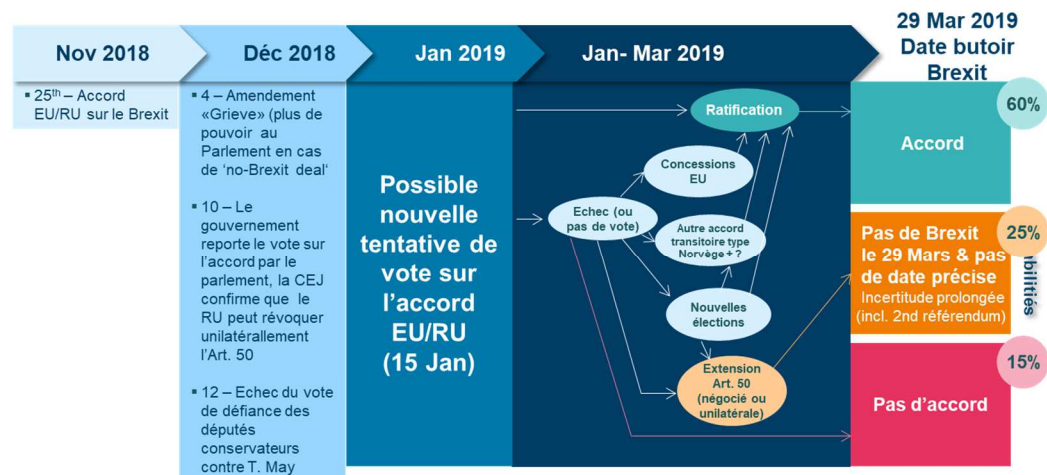 Nov 2018
Déc 2018
Jan 2019
Jan- Mar 2019
29 Mar 2019
Date butoir
Brexit
▪ 25th – Accord
EU/RU sur le Brexit
▪ 4 – Amendement
«Grieve» (plus de
pouvoir au
Parlement en cas
de ‘no-Brexit deal‘
▪ 10 – Le
gouvernement
reporte le vote sur
l’accord par le
parlement, la CEJ
confirme que le
RU peut révoquer
unilatérallement
l’Art. 50
▪ 12 – Echec du vote
de défiance des
députés
conservateurs
contre T. May
Possible
nouvelle
tentative de
vote sur
l’accord
EU/RU
(15 Jan)
Ratification
Concessions
EU
Echec (ou
pas de vote)
Autre accord
transitoire type
Norvège + ?
Nouvelles
élections
Extension
Art. 50
(négocié ou
unilatérale)
60%
Accord
25%
Pas de Brexit
le 29 Mars & pas
de date précise
Incertitude prolongée
(incl. 2nd référendum)
15%
Pas d’accord